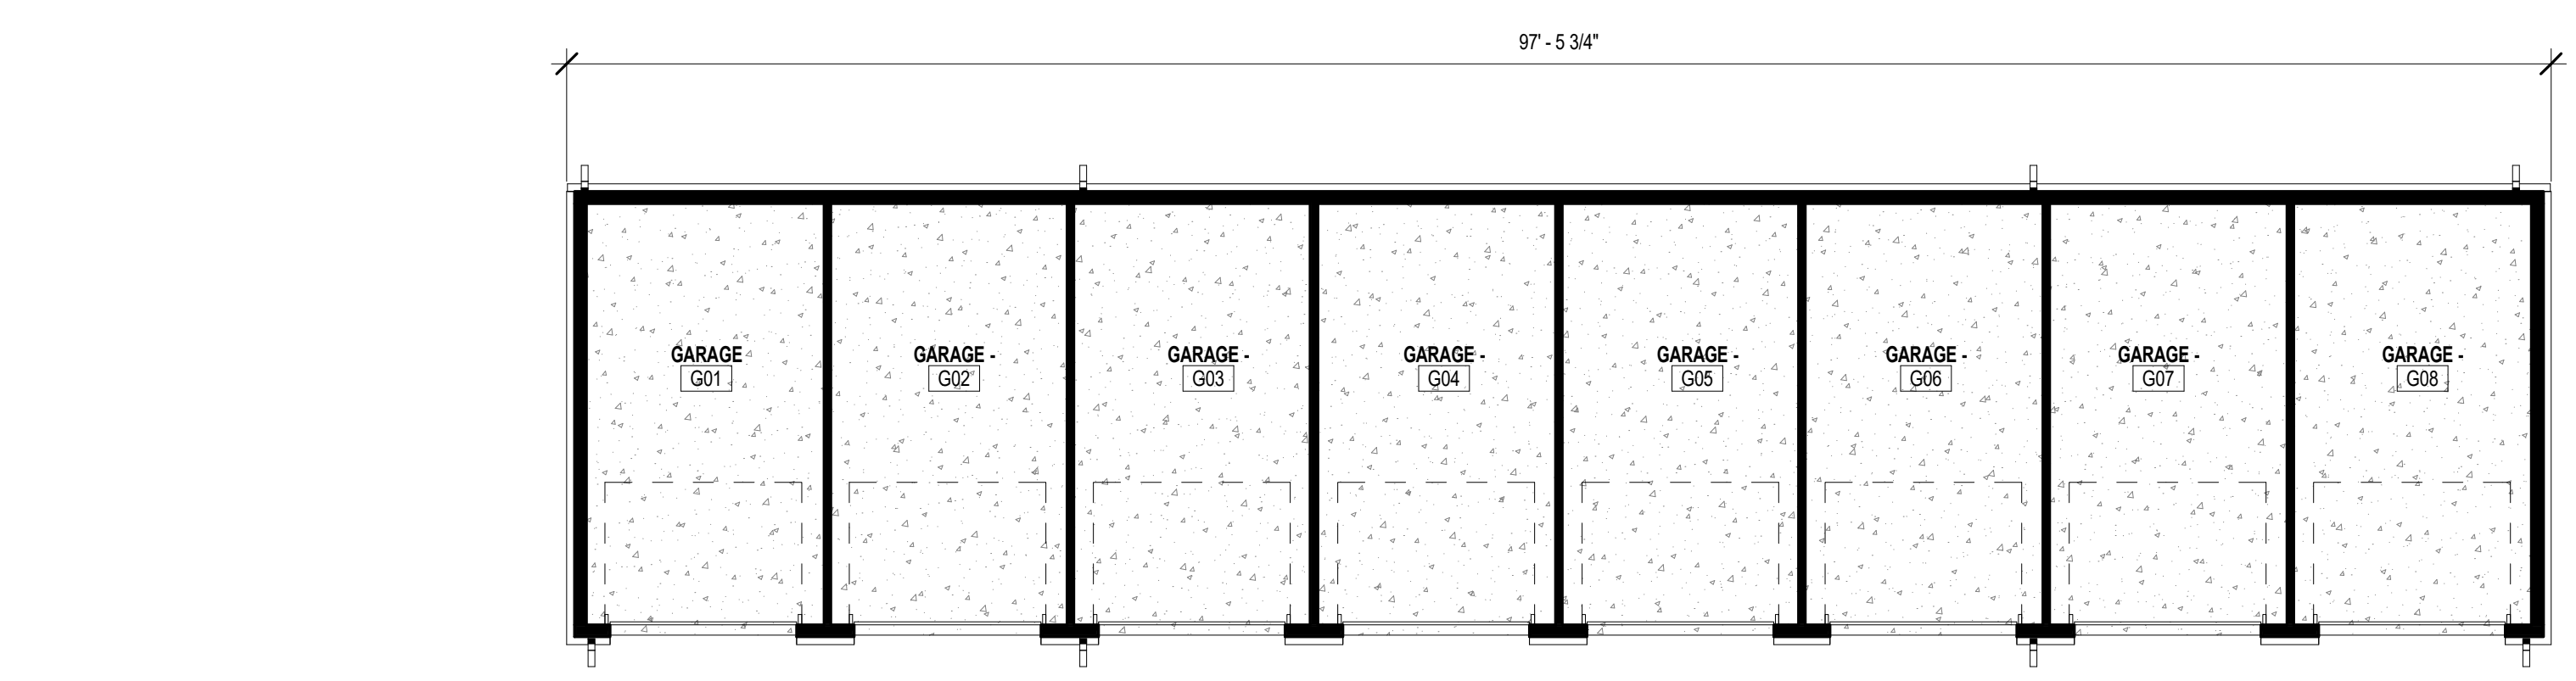 97' - 5 3/4"
GARAGE
G01
GARAGE -
G02
GARAGE -
G03
GARAGE -
G04
GARAGE -
G05
GARAGE -
G06
GARAGE -
G07
GARAGE -
G08